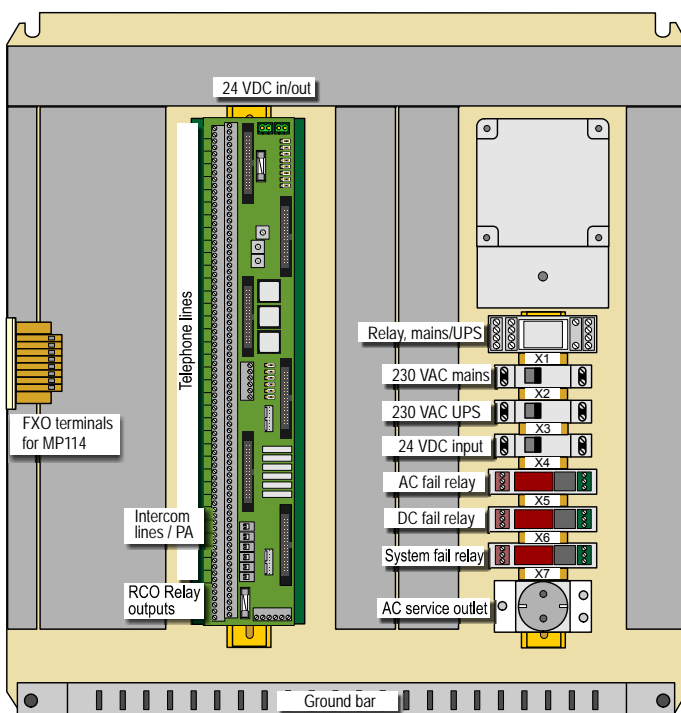 24 VDC in/out
Telephone lines
Relay, mains/UPS
X1
230 VAC mains
X2
230 VAC UPS
X3
24 VDC input
X4
AC fail relay
X5
DC fail relay
X6
System fail relay
X7
AC service outlet
FXO terminals
for MP114
Intercom
lines / PA
RCO Relay
outputs
Ground bar